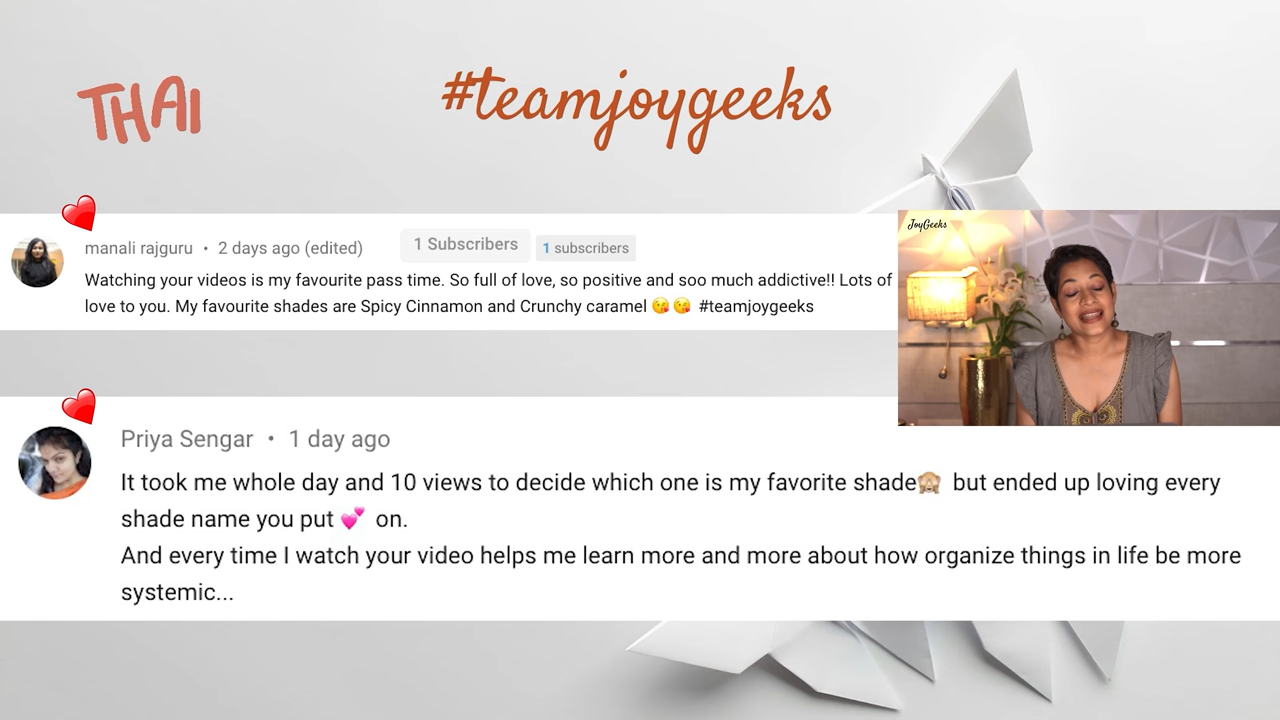 THAI
#teamjoygeeks
manali rajguru • 2 days ago (edited) 1 Subscribers 1 subscribers
Watching your videos is my favourite pass time. So full of love, so positive and soo much addictive!! Lots of
love to you. My favourite shades are Spicy Cinnamon and Crunchy caramel 😘😘 #teamjoygeeks
JoyGeeks
Priya Sengar • 1 day ago
It took me whole day and 10 views to decide which one is my favorite shade🙈 but ended up loving every
shade name you put 💕 on.
And every time I watch your video helps me learn more and more about how organize things in life be more
systemic...